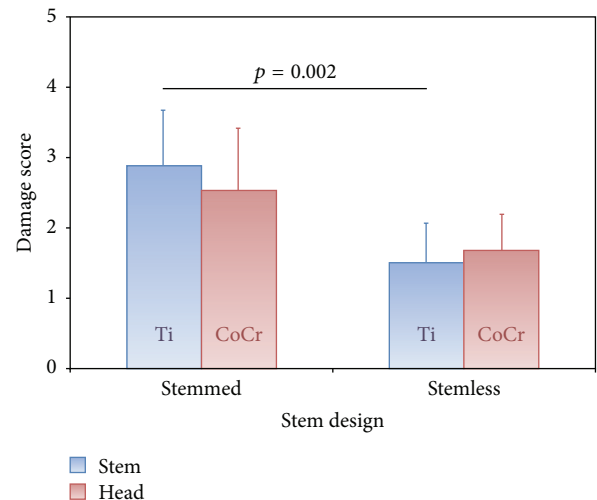 5
4
3
2
1
0
Damage score
p = 0.002
Ti
CoCr
Ti
CoCr
Stemmed
Stemless
Stem design
Stem
Head